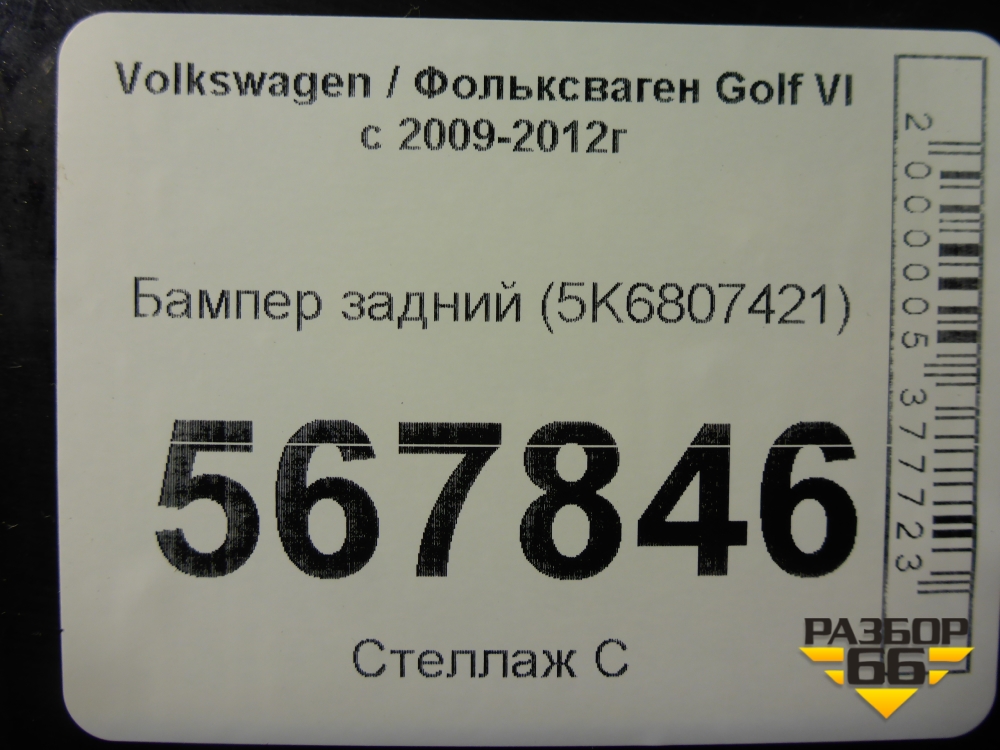 Volkswagen / Фольксваген Golf VI
с 2009-2012г
Бампер задний (5K6807421)
567846
Стеллаж С
2000005377723
РАЗБОР
66